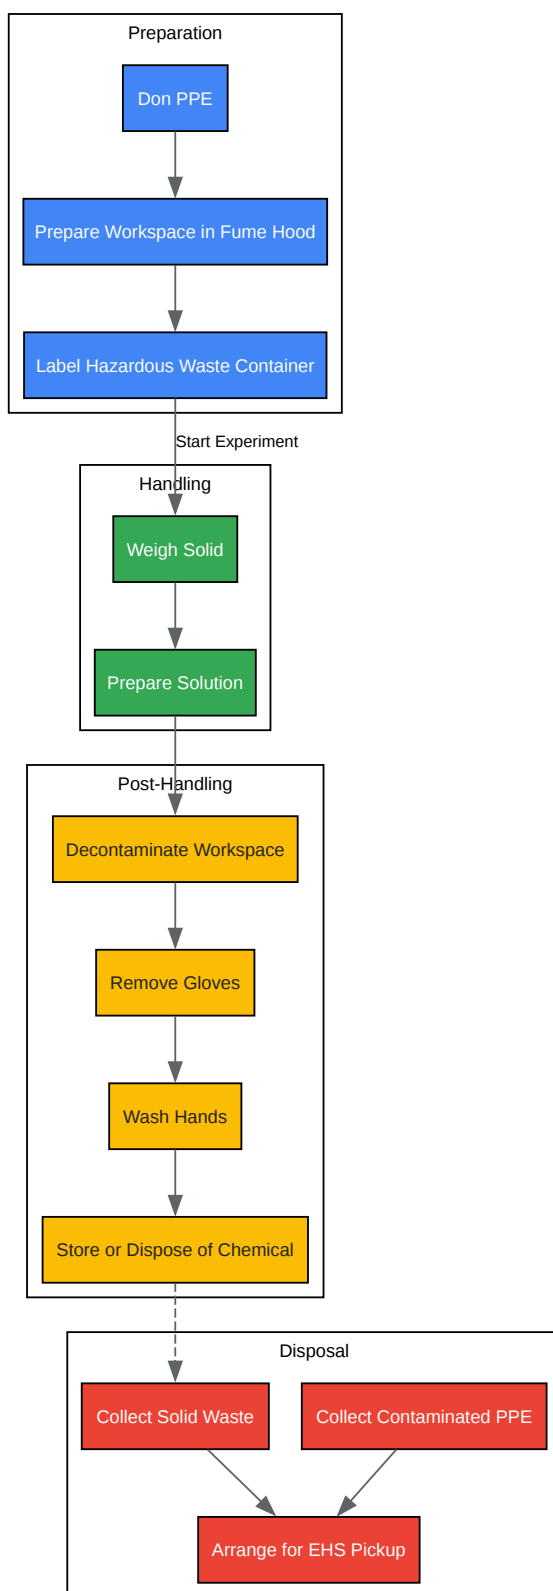 Preparation
Don PPE
Prepare Workspace in Fume Hood
Label Hazardous Waste Container
Start Experiment
Handling
Weigh Solid
Prepare Solution
Post-Handling
Decontaminate Workspace
Remove Gloves
Wash Hands
Store or Dispose of Chemical
Disposal
Collect Solid Waste
Collect Contaminated PPE
Arrange for EHS Pickup